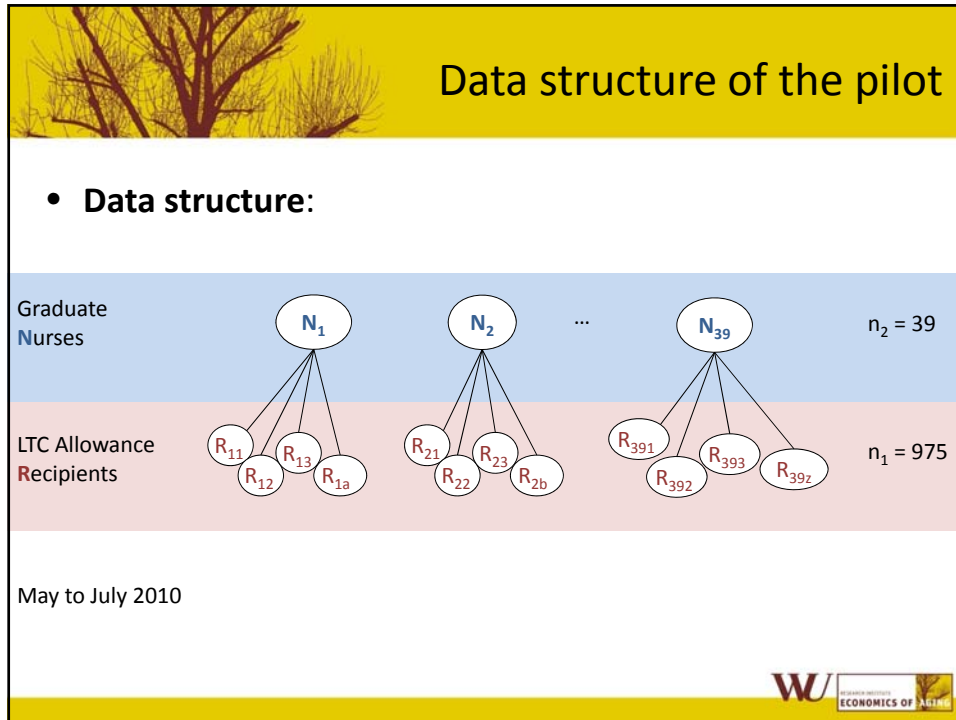 Data structure of the pilot
• Data structure:
Graduate
Nurses
N₁
N₂
...
N₃₉
n₂ = 39
LTC Allowance
Recipients
R₁₁
R₁₂
R₁₃
R₁ₐ
R₂₁
R₂₂
R₂₃
R₂b
R₃₉₁
R₃₉₂
R₃₉₃
R₃₉z
n₁ = 975
May to July 2010
WU
RESEARCH INSTITUTE
ECONOMICS OF AGING